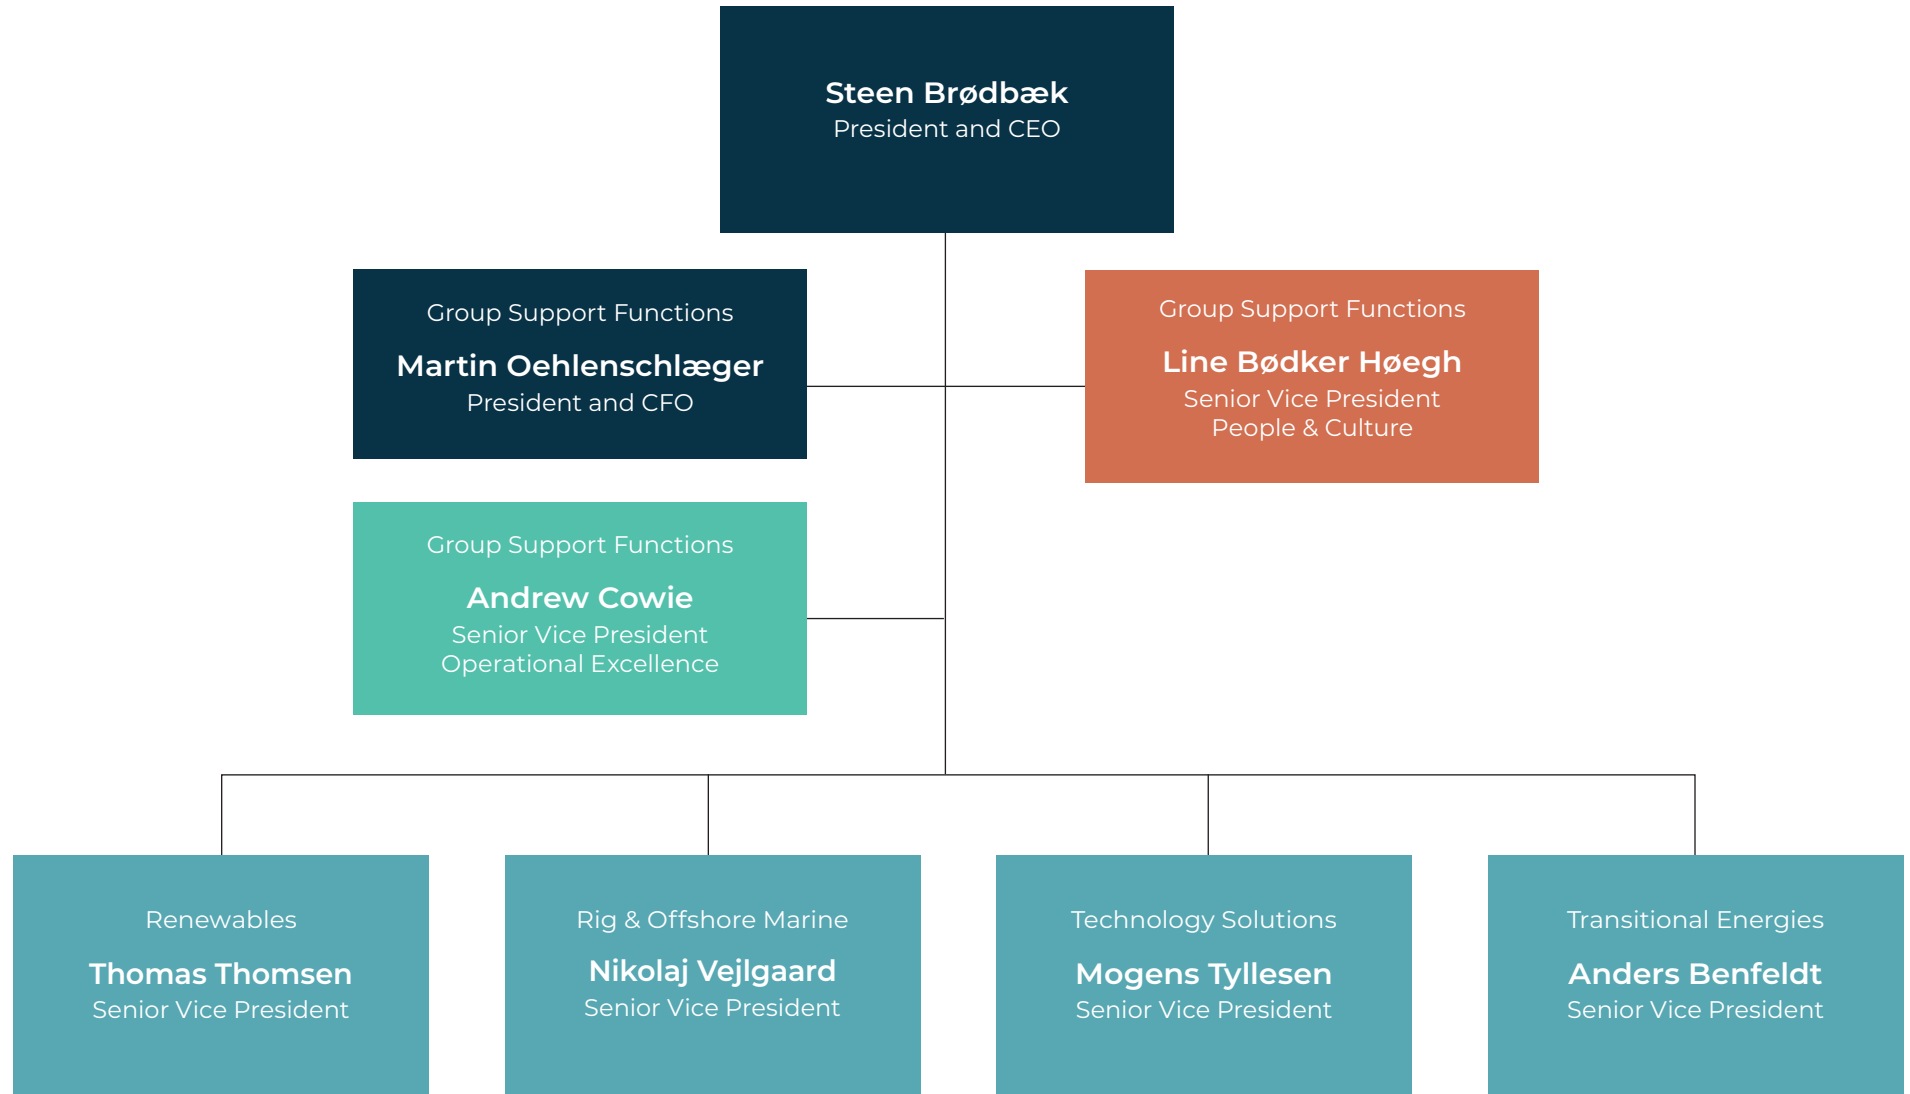 Steen Brødbæk
President and CEO
Group Support Functions
Martin Oehlenschlæger
President and CFO
Group Support Functions
Line Bødker Høegh
Senior Vice President
People & Culture
Group Support Functions
Andrew Cowie
Senior Vice President
Operational Excellence
Renewables
Thomas Thomsen
Senior Vice President
Rig & Offshore Marine
Nikolaj Vejlgaard
Senior Vice President
Technology Solutions
Mogens Tyllesen
Senior Vice President
Transitional Energies
Anders Benfeldt
Senior Vice President